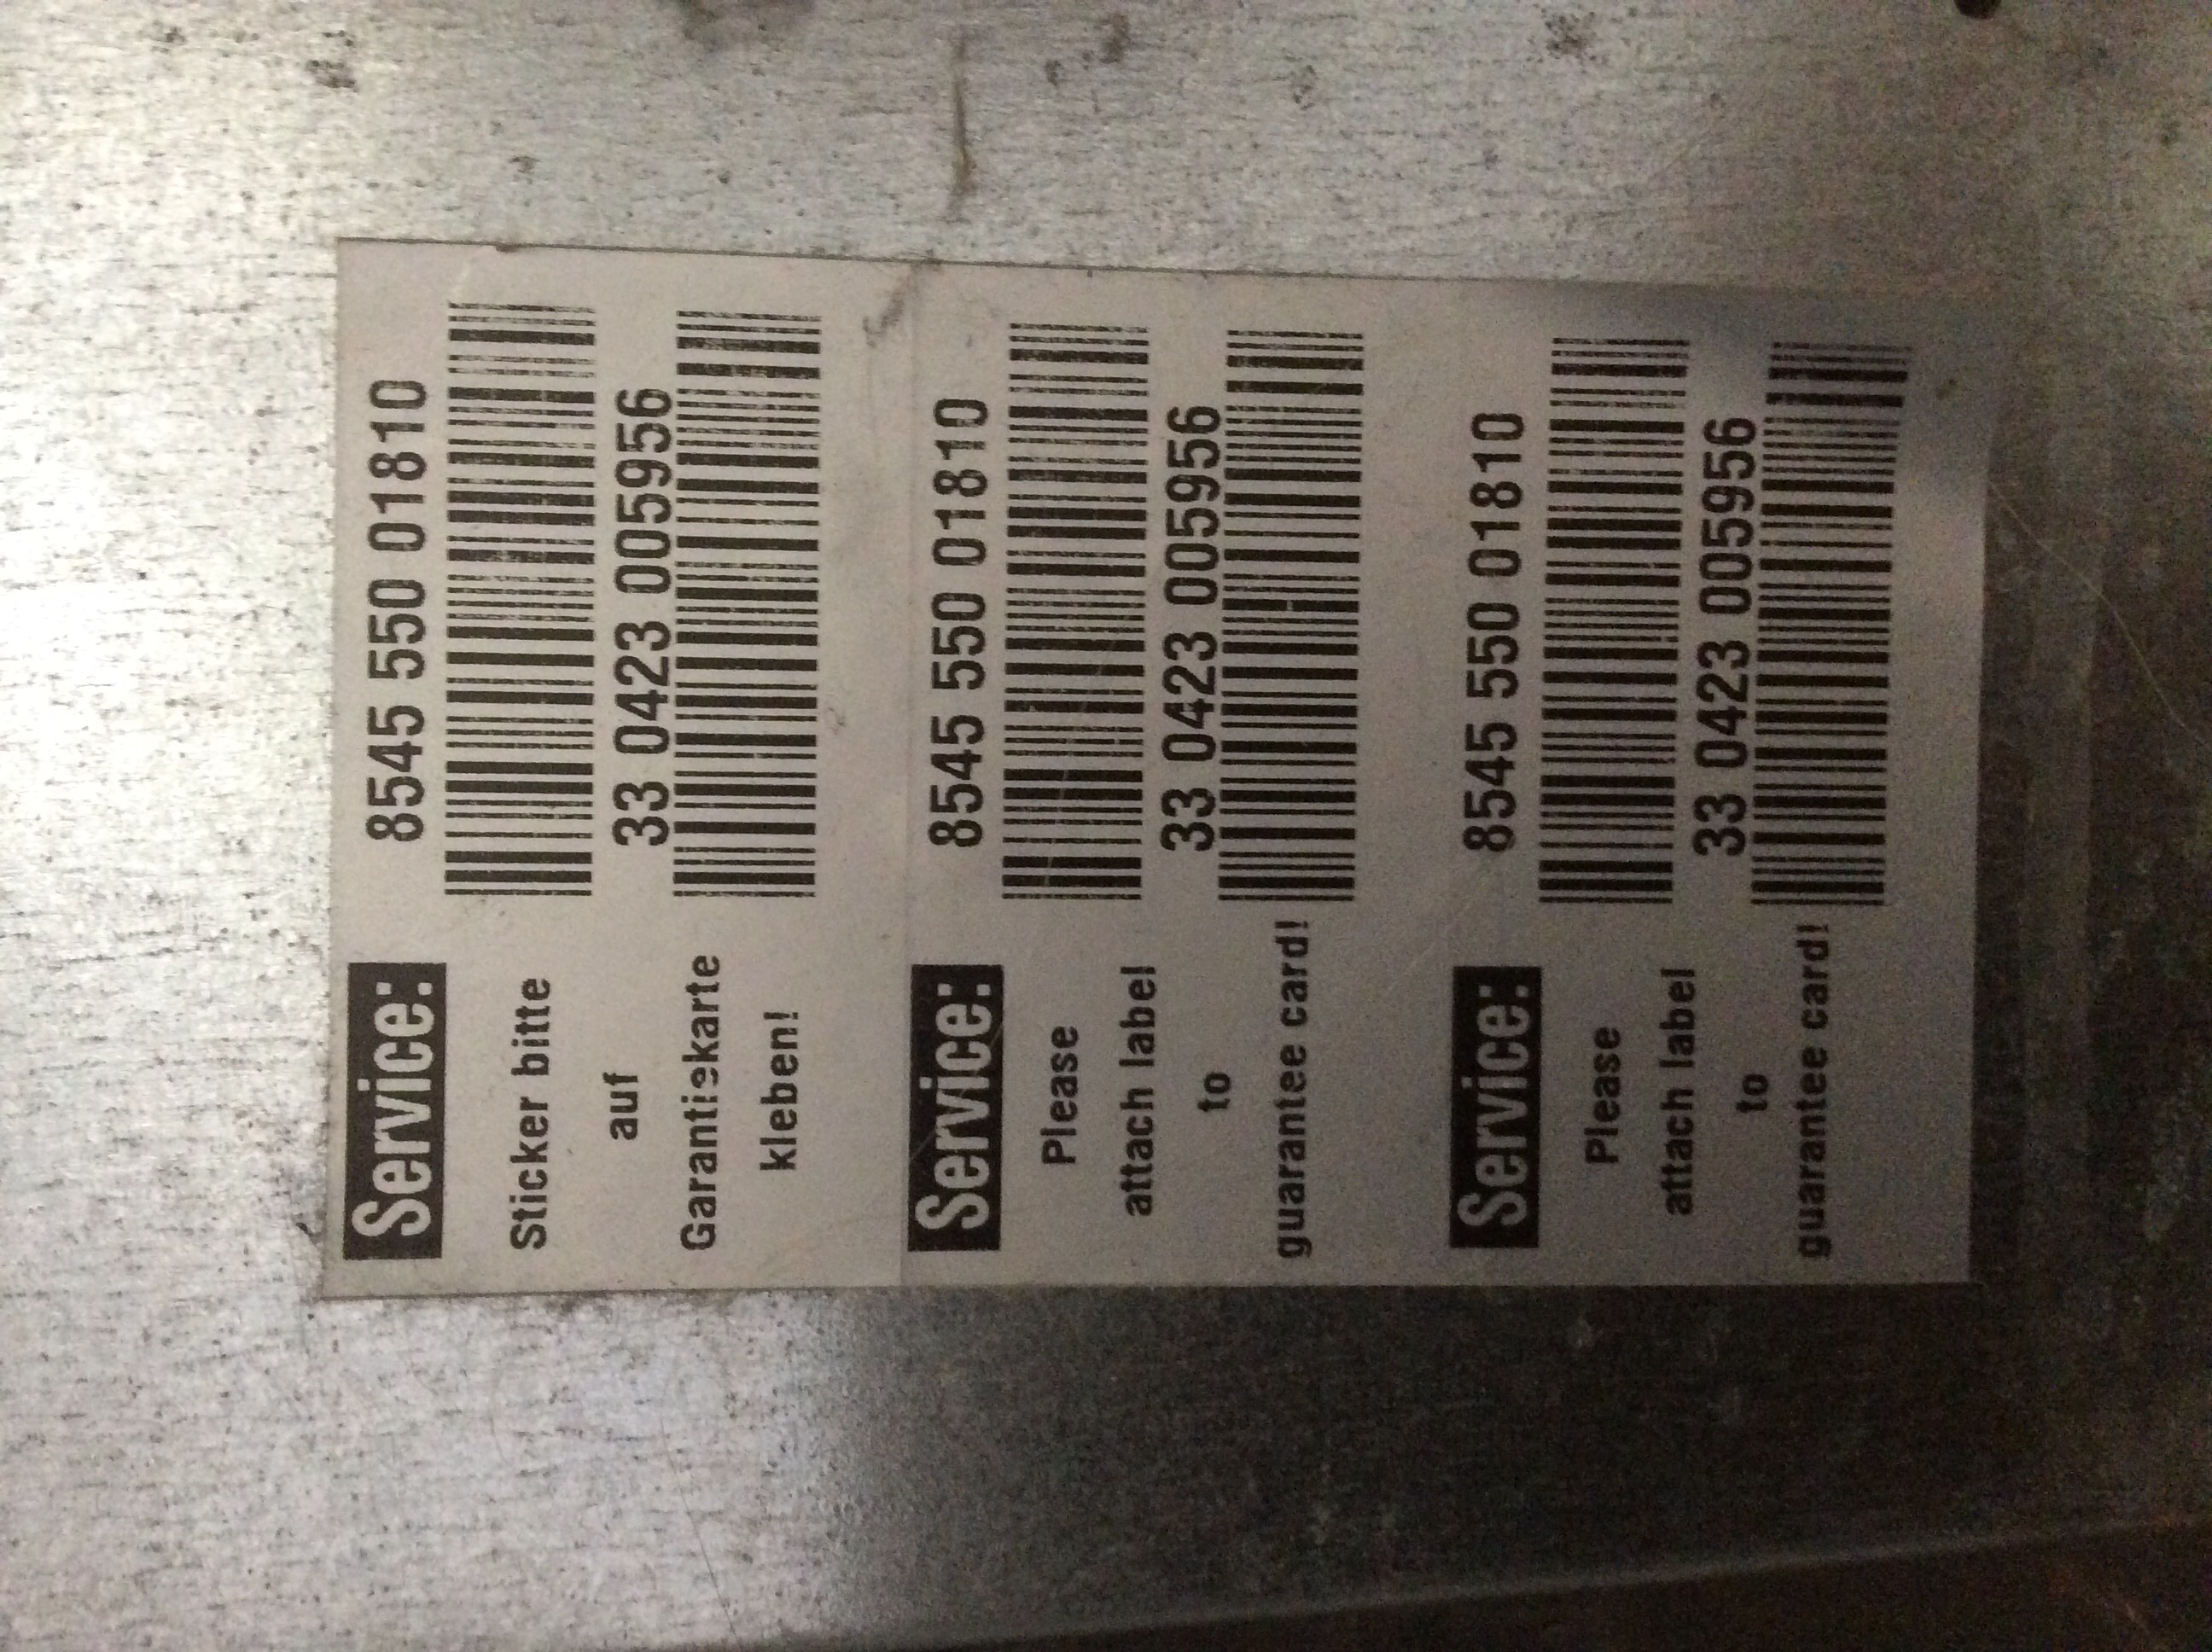 Service:
8545 550 01810
Sticker bitte
auf
33 0423 005956
Garantiekarte
kleben!
Service:
8545 550 01810
Please
attach label
33 0423 005956
to
guarantee card!
Service:
8545 550 01810
Please
attach label
33 0423 005956
to
guarantee card!